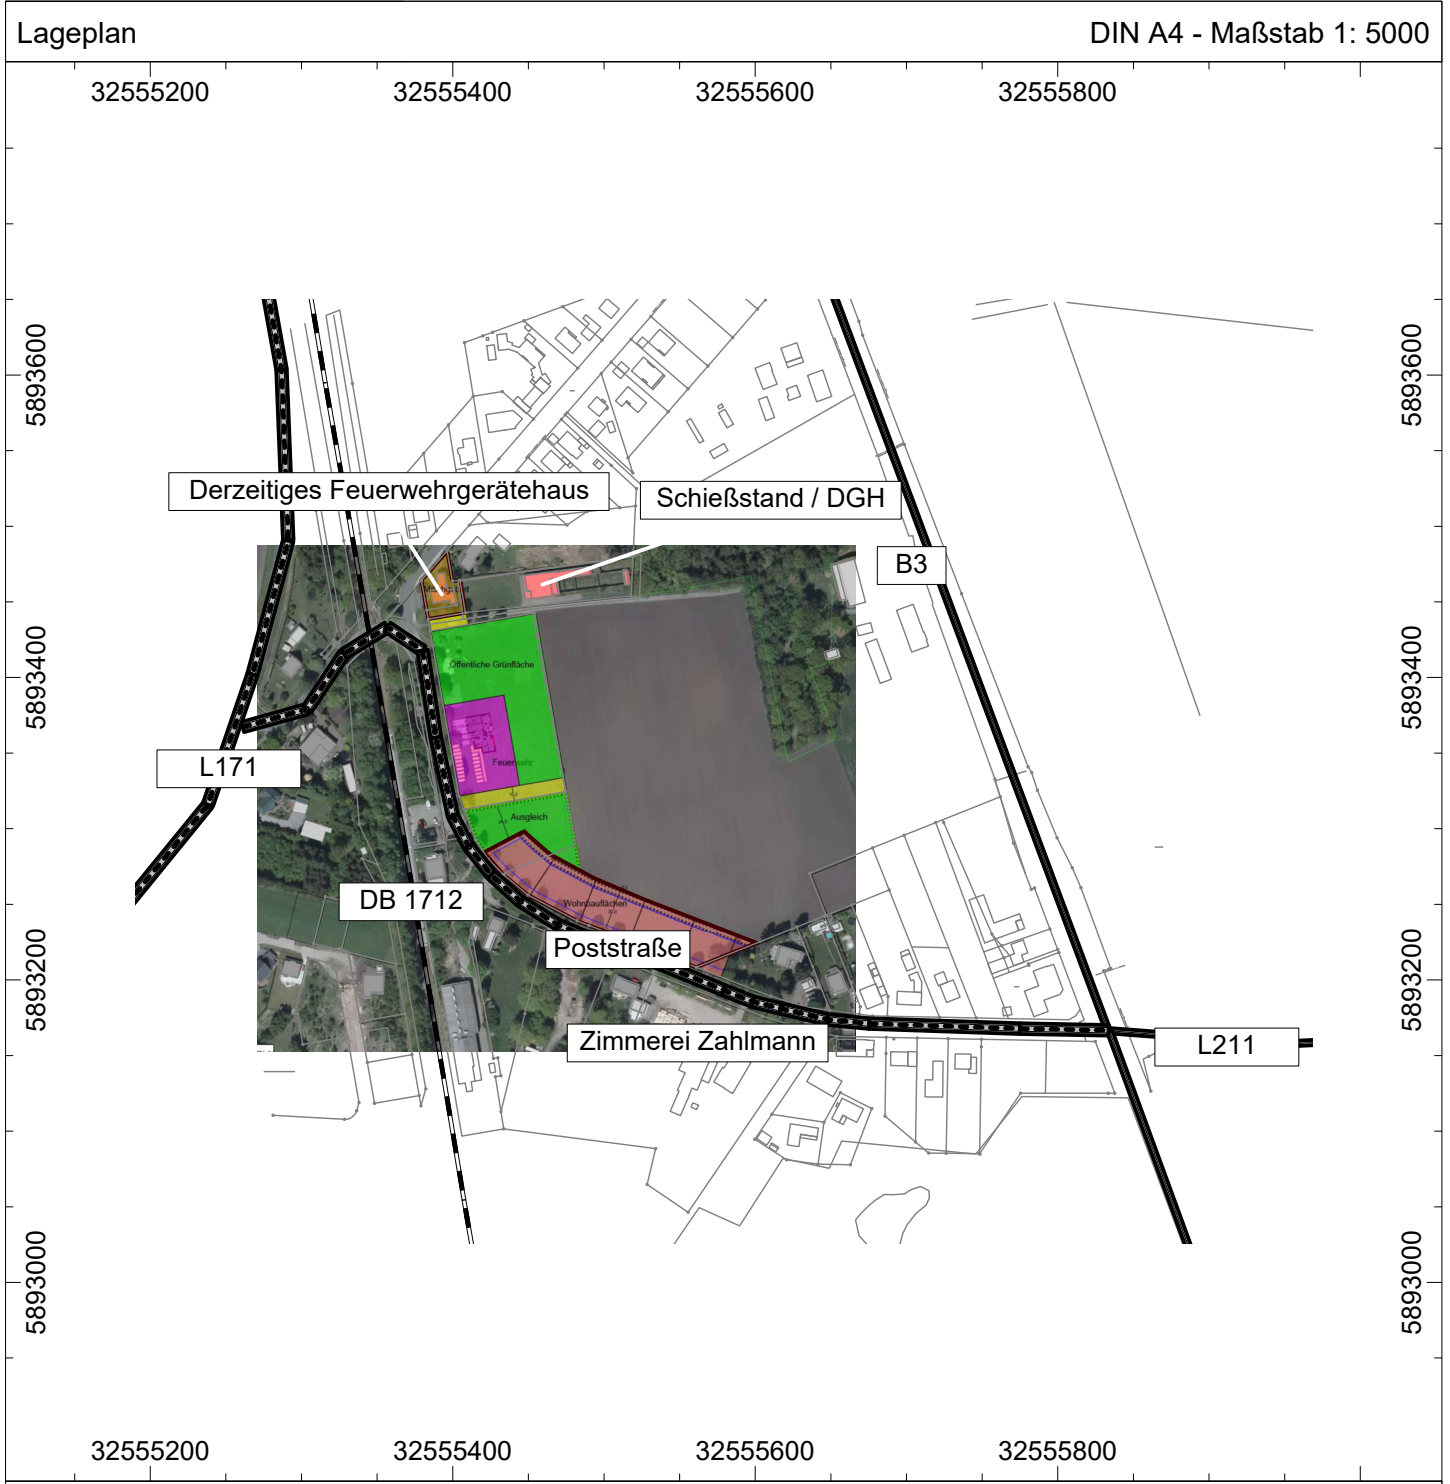 Lageplan
DIN A4 - Maßstab 1: 5000
32555200
32555400
32555600
32555800
5893600
5893600
Derzeitiges Feuerwehrgerätehaus
Schießstand / DGH
B3
Öffentliche Grünfläche
5893400
5893400
Feuerwehr
L171
Ausgleich
DB 1712
Wohnbauflächen
Poststraße
5893200
5893200
Zimmerei Zahlmann
L211
5893000
5893000
32555200
32555400
32555600
32555800